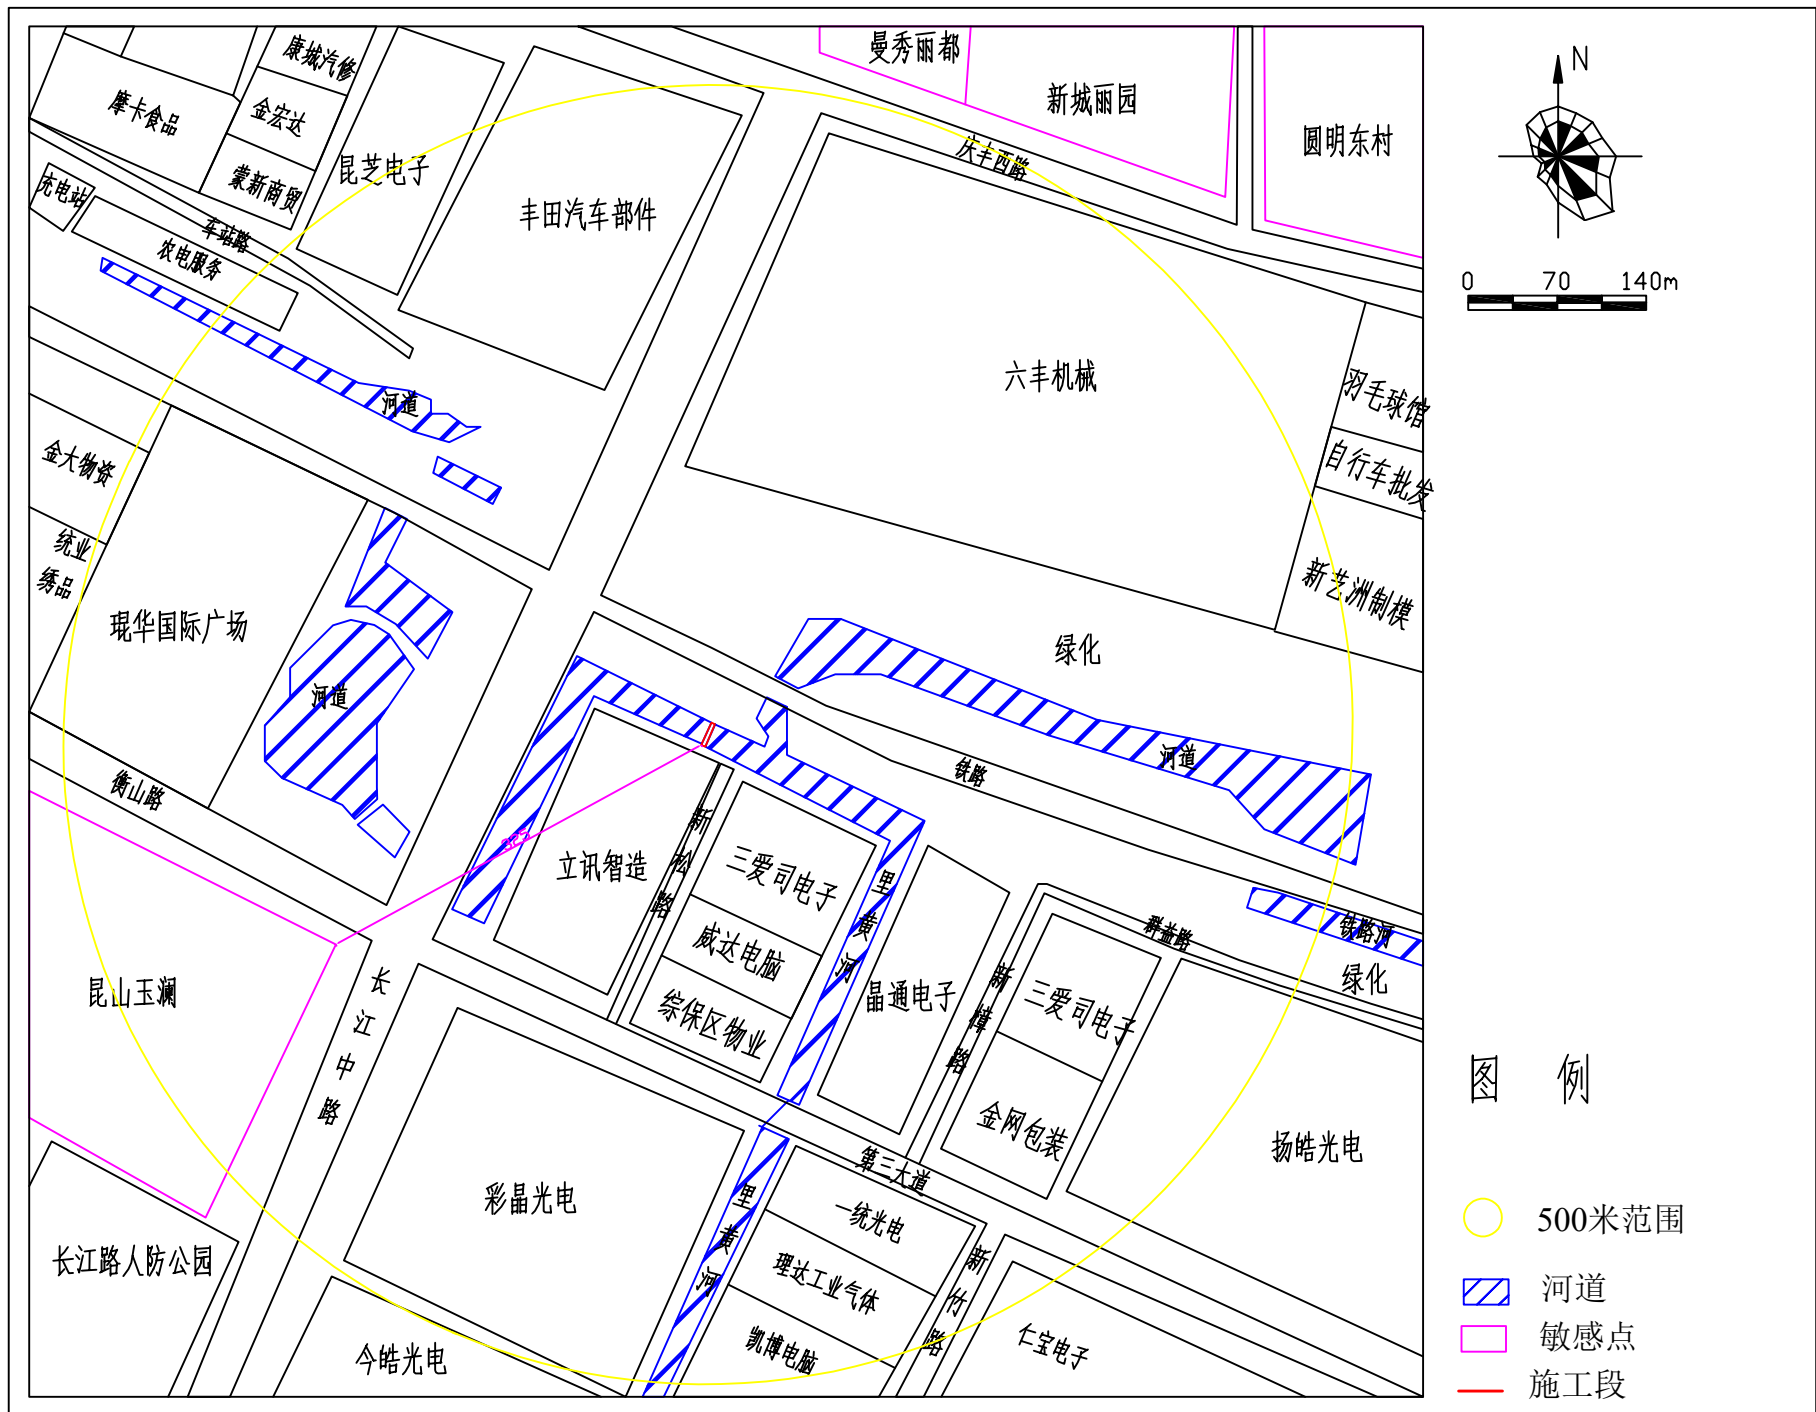 曼秀丽都
新城丽园
圆明东村
康城汽修
金宏达
蒙新商贸
摩卡食品
昆芝电子
丰田汽车部件
庆丰西路
充电站
车站路
农电服务
河道
六丰机械
羽毛球馆
自行车批发
新艺洲制模
金大物资
统业
绣品
琨华国际广场
河道
绿化
河道
铁路
衡山路
323
立讯智造
新松路
三爱司电子
威达电脑
综保区物业
里黄河
晶通电子
新樟路
群益路
铁路河
绿化
三爱司电子
金网包装
扬皓光电
昆山玉澜
长江中路
长江路人防公园
彩晶光电
今皓光电
里黄河
第三大道
一统光电
理达工业气体
凯博电脑
新竹路
仁宝电子
N
0 70 140m
图 例
500米范围
河道
敏感点
施工段